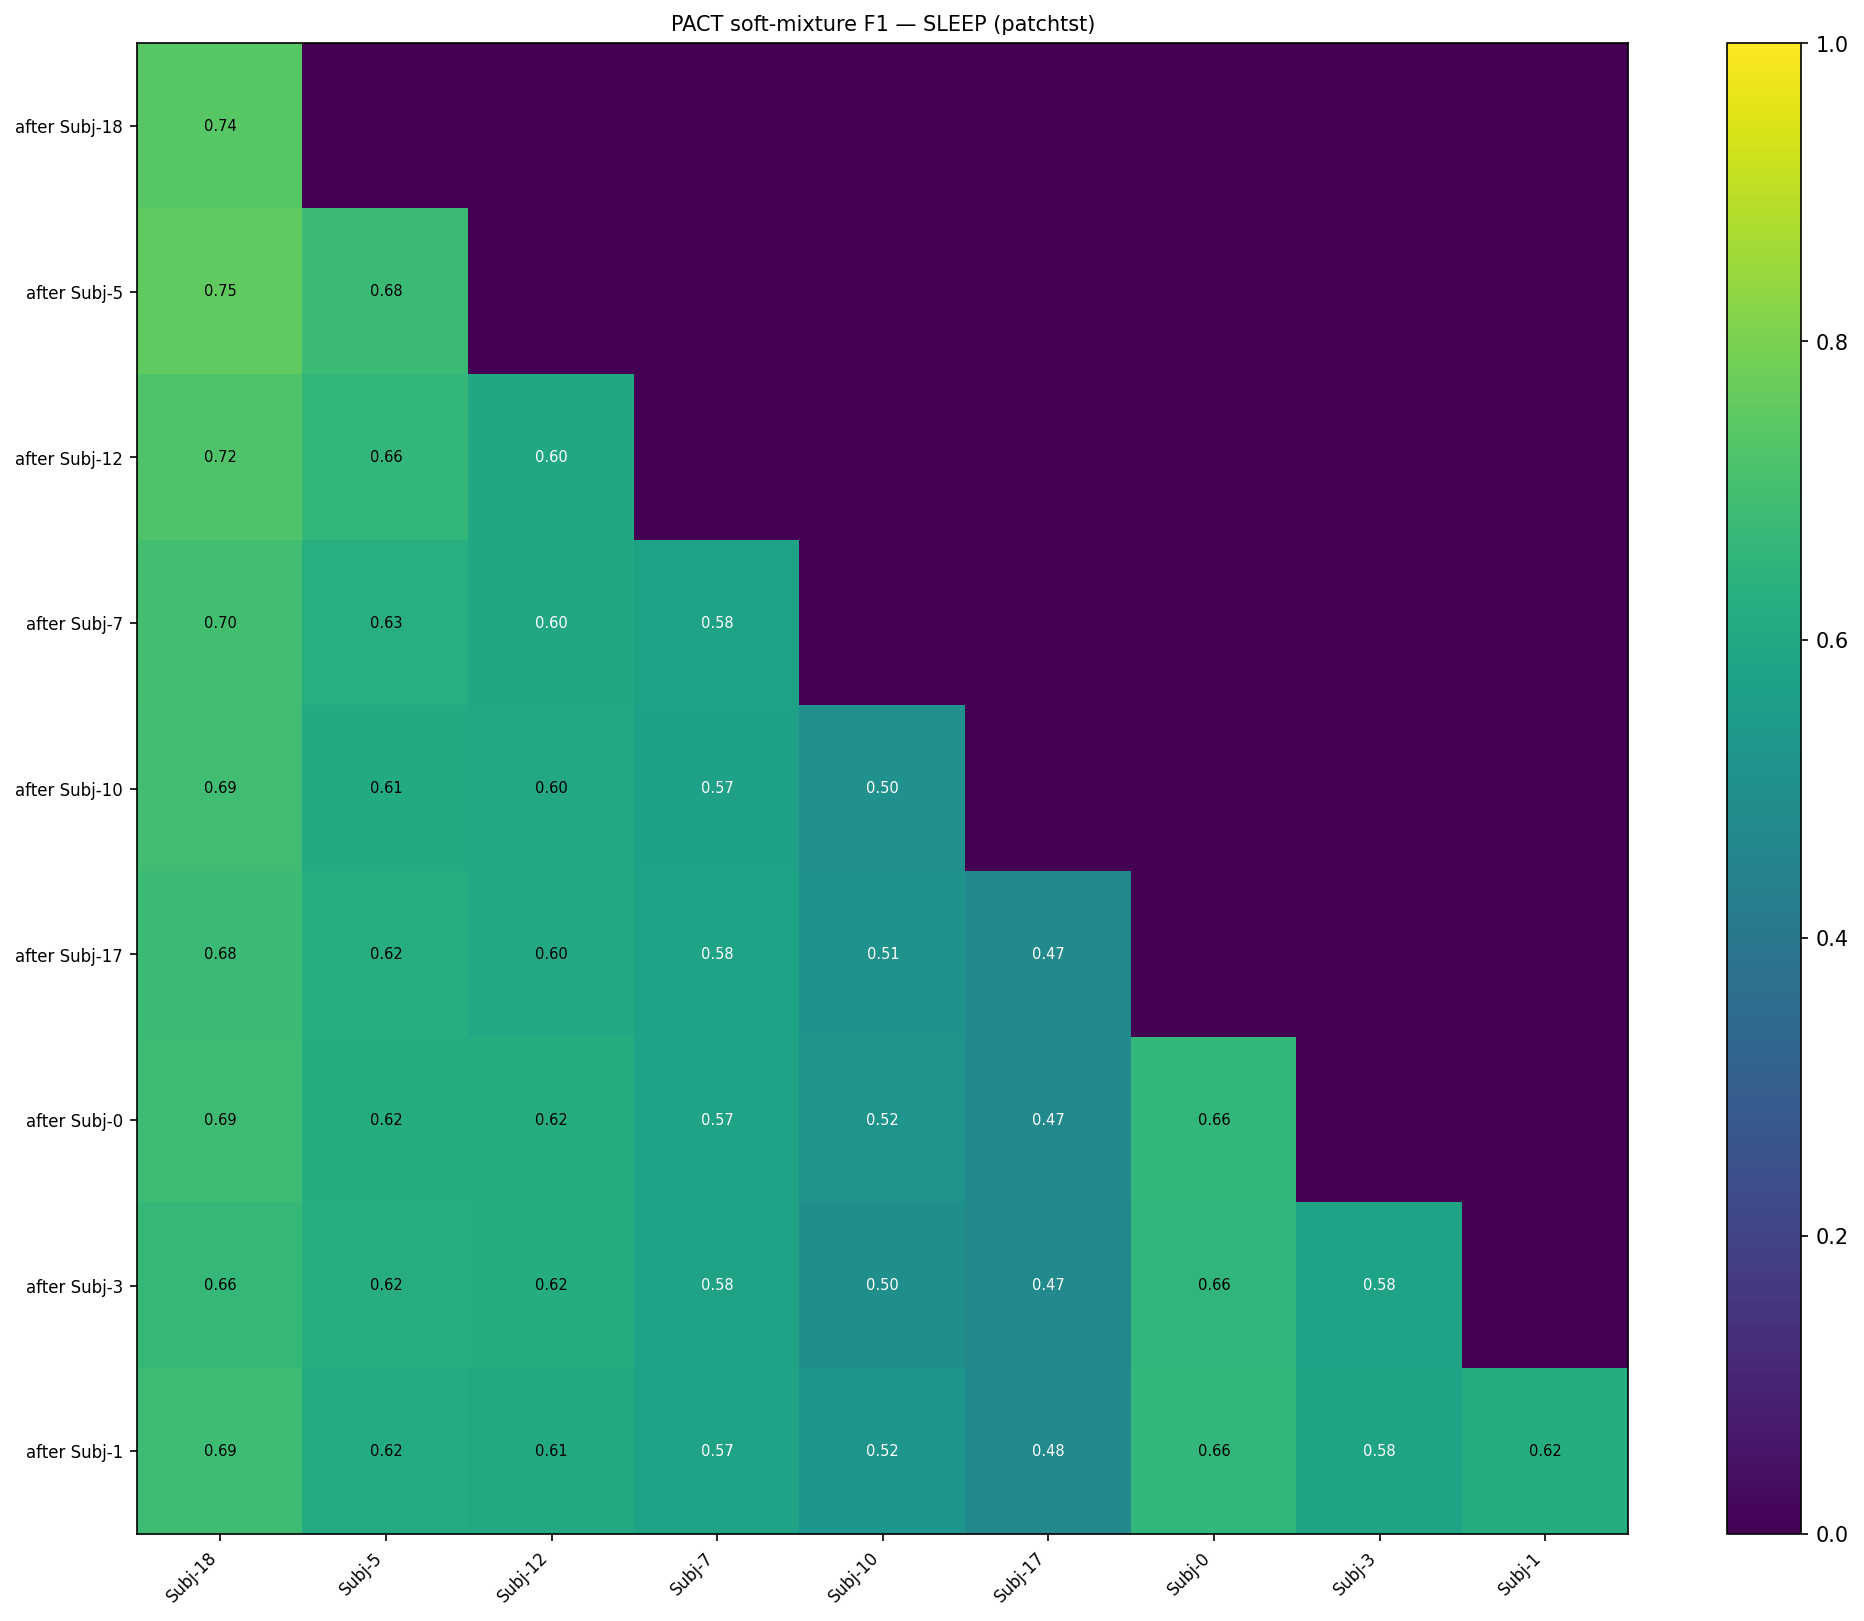 PACT soft-mixture F1 — SLEEP (patchtst)
after Subj-18 0.74
after Subj-5 0.75 0.68
after Subj-12 0.72 0.66 0.60
after Subj-7 0.70 0.63 0.60 0.58
after Subj-10 0.69 0.61 0.60 0.57 0.50
after Subj-17 0.68 0.62 0.60 0.58 0.51 0.47
after Subj-0 0.69 0.62 0.62 0.57 0.52 0.47 0.66
after Subj-3 0.66 0.62 0.62 0.58 0.50 0.47 0.66 0.58
after Subj-1 0.69 0.62 0.61 0.57 0.52 0.48 0.66 0.58 0.62
Subj-18 Subj-5 Subj-12 Subj-7 Subj-10 Subj-17 Subj-0 Subj-3 Subj-1
1.0
0.8
0.6
0.4
0.2
0.0